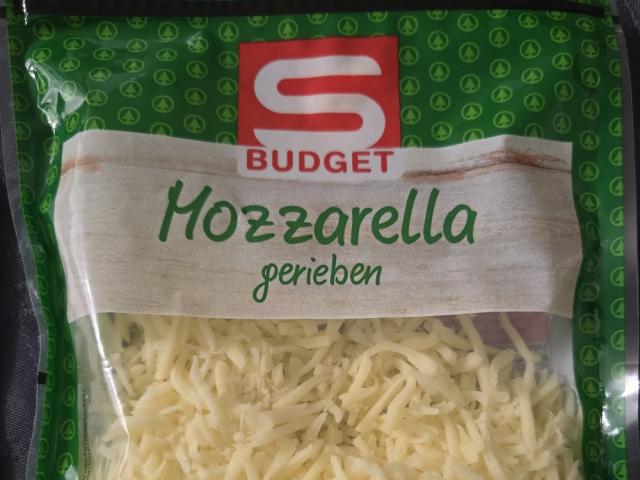 S
BUDGET
Mozzarella
gerieben